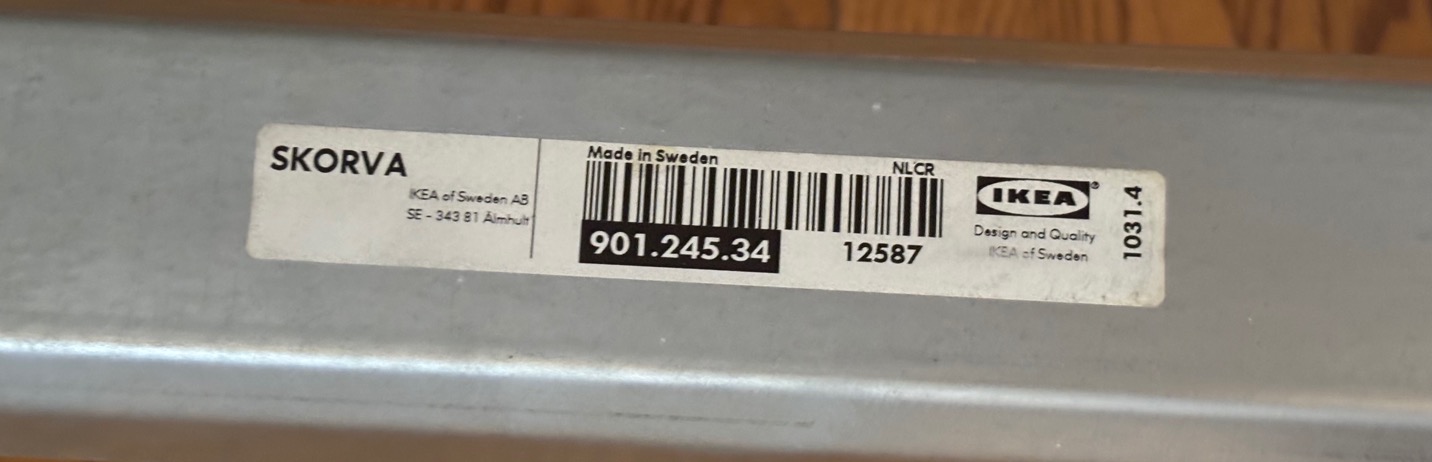 SKORVA
IKEA of Sweden AB
SE - 343 81 Älmhult
Made in Sweden
NLCR
901.245.34
12587
IKEA®
Design and Quality
IKEA of Sweden
1031.4